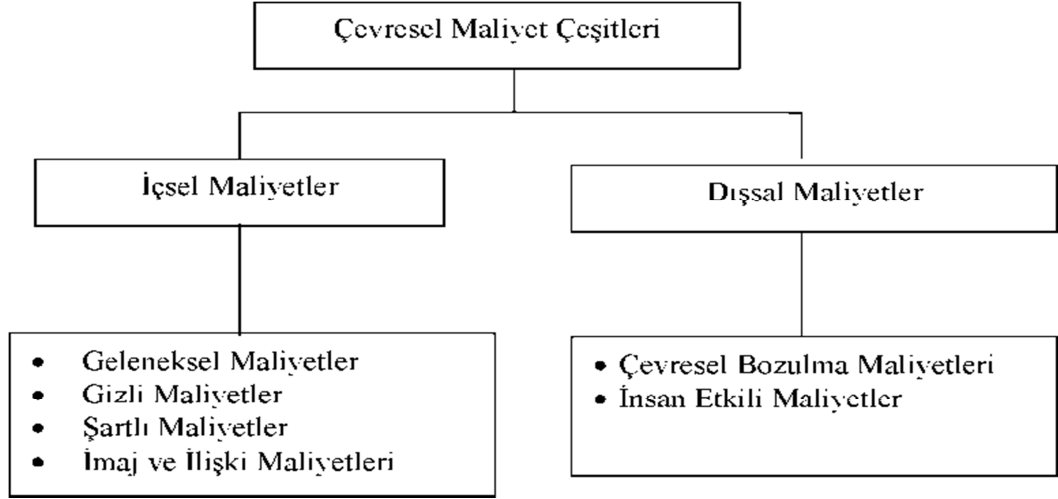 Çevresel Maliyet Çeşitleri
İçsel Maliyetler
Dışsal Maliyetler
• Geleneksel Maliyetler
• Gizli Maliyetler
• Şartlı Maliyetler
• İmaj ve İlişki Maliyetleri
• Çevresel Bozulma Maliyetleri
• İnsan Etkili Maliyetler